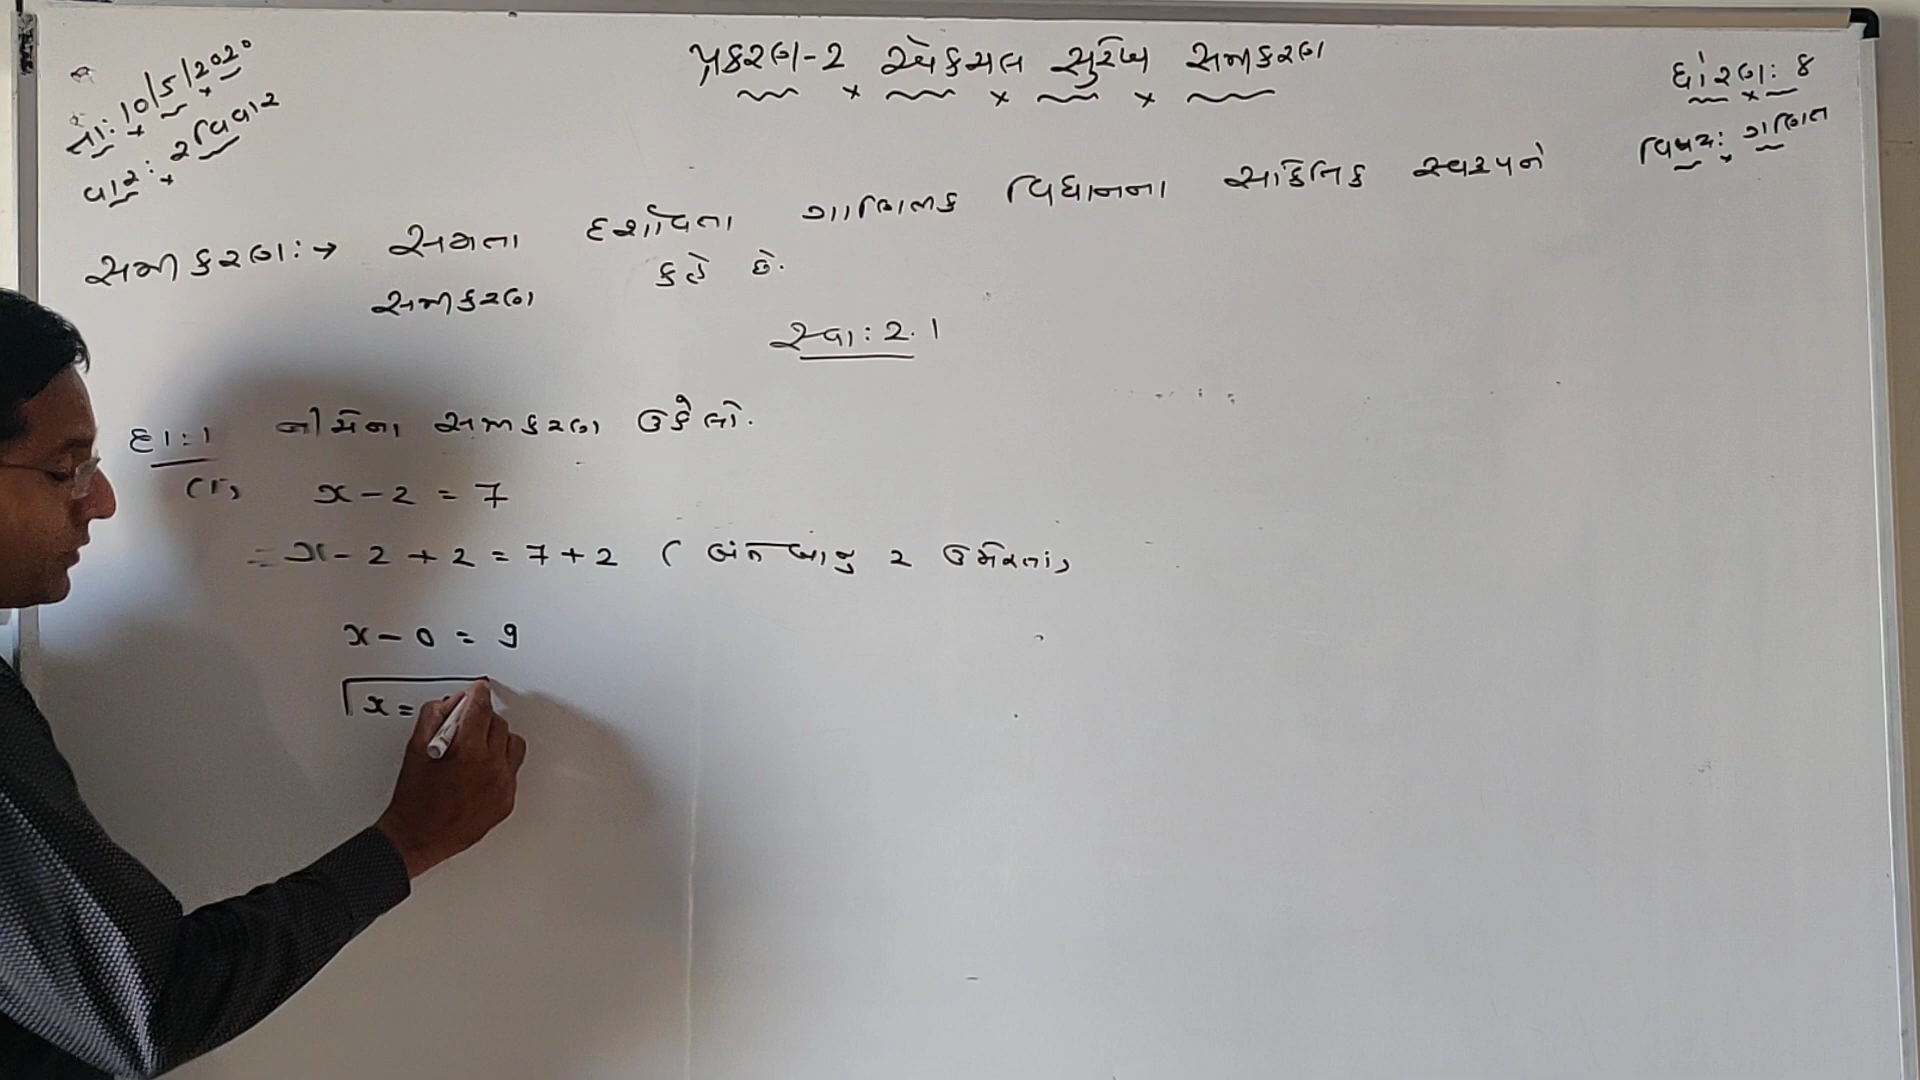 તા: 10/5/2020
વાર: રવિવાર
પ્રકરણ-2 એકચલ સુરેખ સમીકરણ
ધોરણ: 8
વિષય: ગણિત
સમીકરણ:→ સમતા દર્શાવતા ગાણિતિક વિધાનના સાંકેતિક સ્વરૂપને
સમીકરણ કહે છે.
સ્વા: 2.1
દા:1 નીચેના સમીકરણ ઉકેલો.
(1) x - 2 = 7
= x - 2 + 2 = 7 + 2 ( બંને બાજુ 2 ઉમેરતાં)
x - 0 = 9
x =